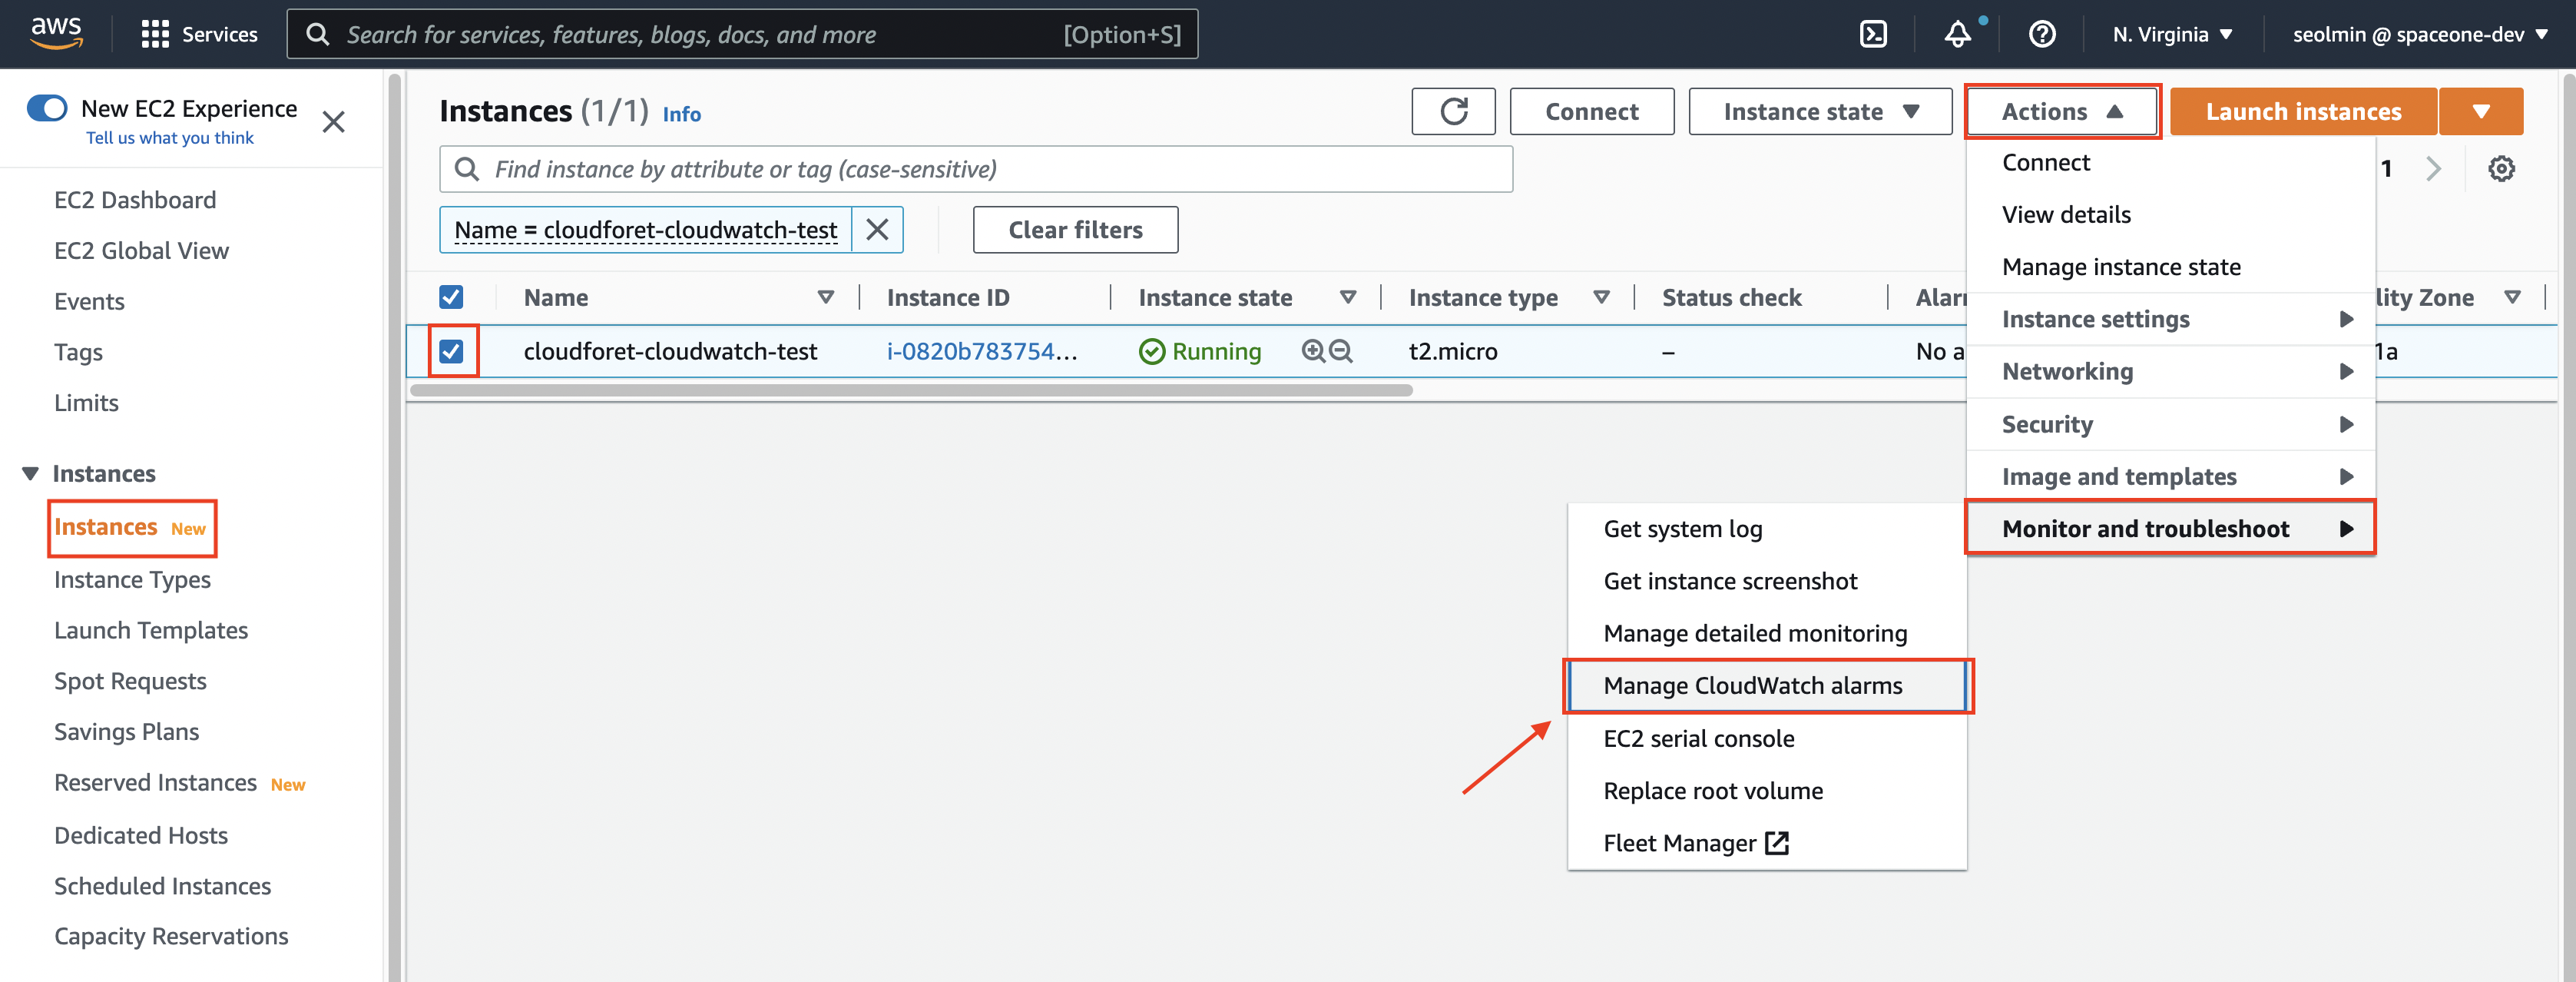 aws
Services
Search for services, features, blogs, docs, and more
[Option+S]
N. Virginia
seolmin @ spaceone-dev
New EC2 Experience
Tell us what you think
EC2 Dashboard
EC2 Global View
Events
Tags
Limits
Instances
Instances New
Instance Types
Launch Templates
Spot Requests
Savings Plans
Reserved Instances New
Dedicated Hosts
Scheduled Instances
Capacity Reservations
Instances (1/1) Info
Connect
Instance state
Actions
Launch instances
Find instance by attribute or tag (case-sensitive)
1
Name = cloudforet-cloudwatch-test
Clear filters
Name
Instance ID
Instance state
Instance type
Status check
Alarm
lity Zone
cloudforet-cloudwatch-test
i-0820b783754...
Running
t2.micro
–
No a
1a
Connect
View details
Manage instance state
Instance settings
Networking
Security
Image and templates
Monitor and troubleshoot
Get system log
Get instance screenshot
Manage detailed monitoring
Manage CloudWatch alarms
EC2 serial console
Replace root volume
Fleet Manager